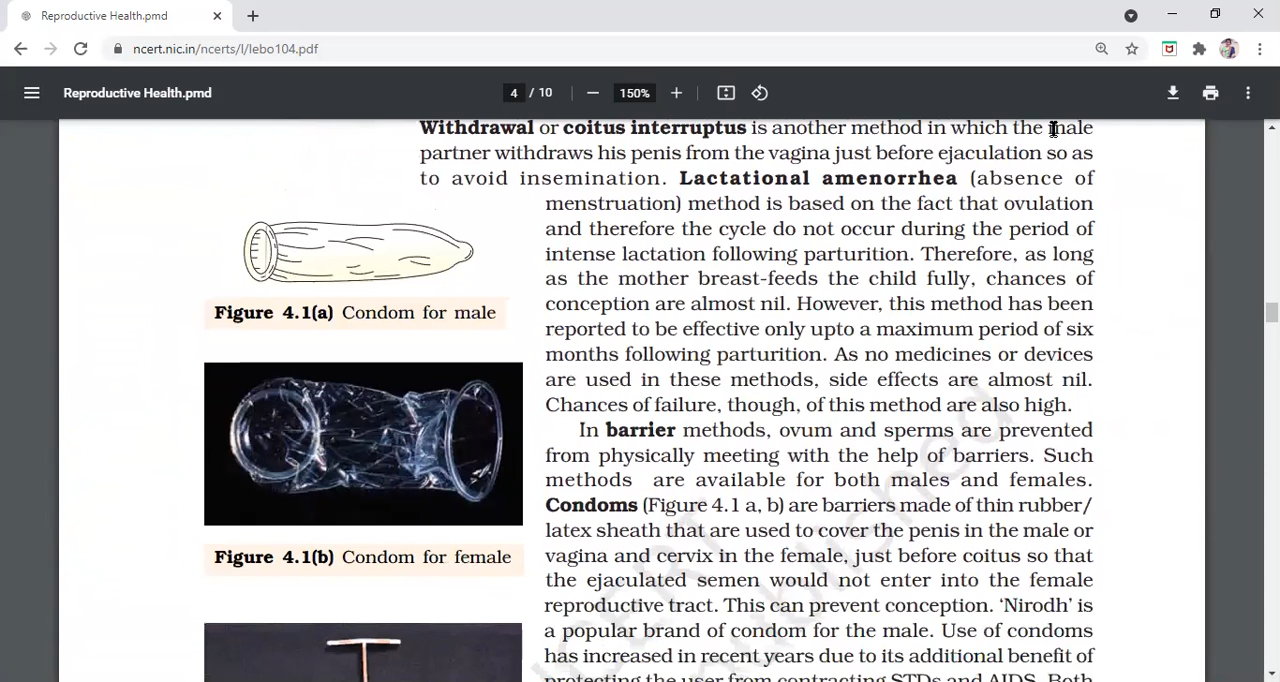 Reproductive Health.pmd
ncert.nic.in/ncerts/l/lebo104.pdf
Reproductive Health.pmd
4 / 10
150%
Withdrawal or coitus interruptus is another method in which the male
partner withdraws his penis from the vagina just before ejaculation so as
to avoid insemination. Lactational amenorrhea (absence of
menstruation) method is based on the fact that ovulation
and therefore the cycle do not occur during the period of
intense lactation following parturition. Therefore, as long
as the mother breast-feeds the child fully, chances of
conception are almost nil. However, this method has been
reported to be effective only upto a maximum period of six
months following parturition. As no medicines or devices
are used in these methods, side effects are almost nil.
Chances of failure, though, of this method are also high.
In barrier methods, ovum and sperms are prevented
from physically meeting with the help of barriers. Such
methods are available for both males and females.
Condoms (Figure 4.1 a, b) are barriers made of thin rubber/
latex sheath that are used to cover the penis in the male or
vagina and cervix in the female, just before coitus so that
the ejaculated semen would not enter into the female
reproductive tract. This can prevent conception. ‘Nirodh’ is
a popular brand of condom for the male. Use of condoms
has increased in recent years due to its additional benefit of
protecting the user from contracting STDs and AIDS. Both
Figure 4.1(a) Condom for male
Figure 4.1(b) Condom for female
NCERT
published